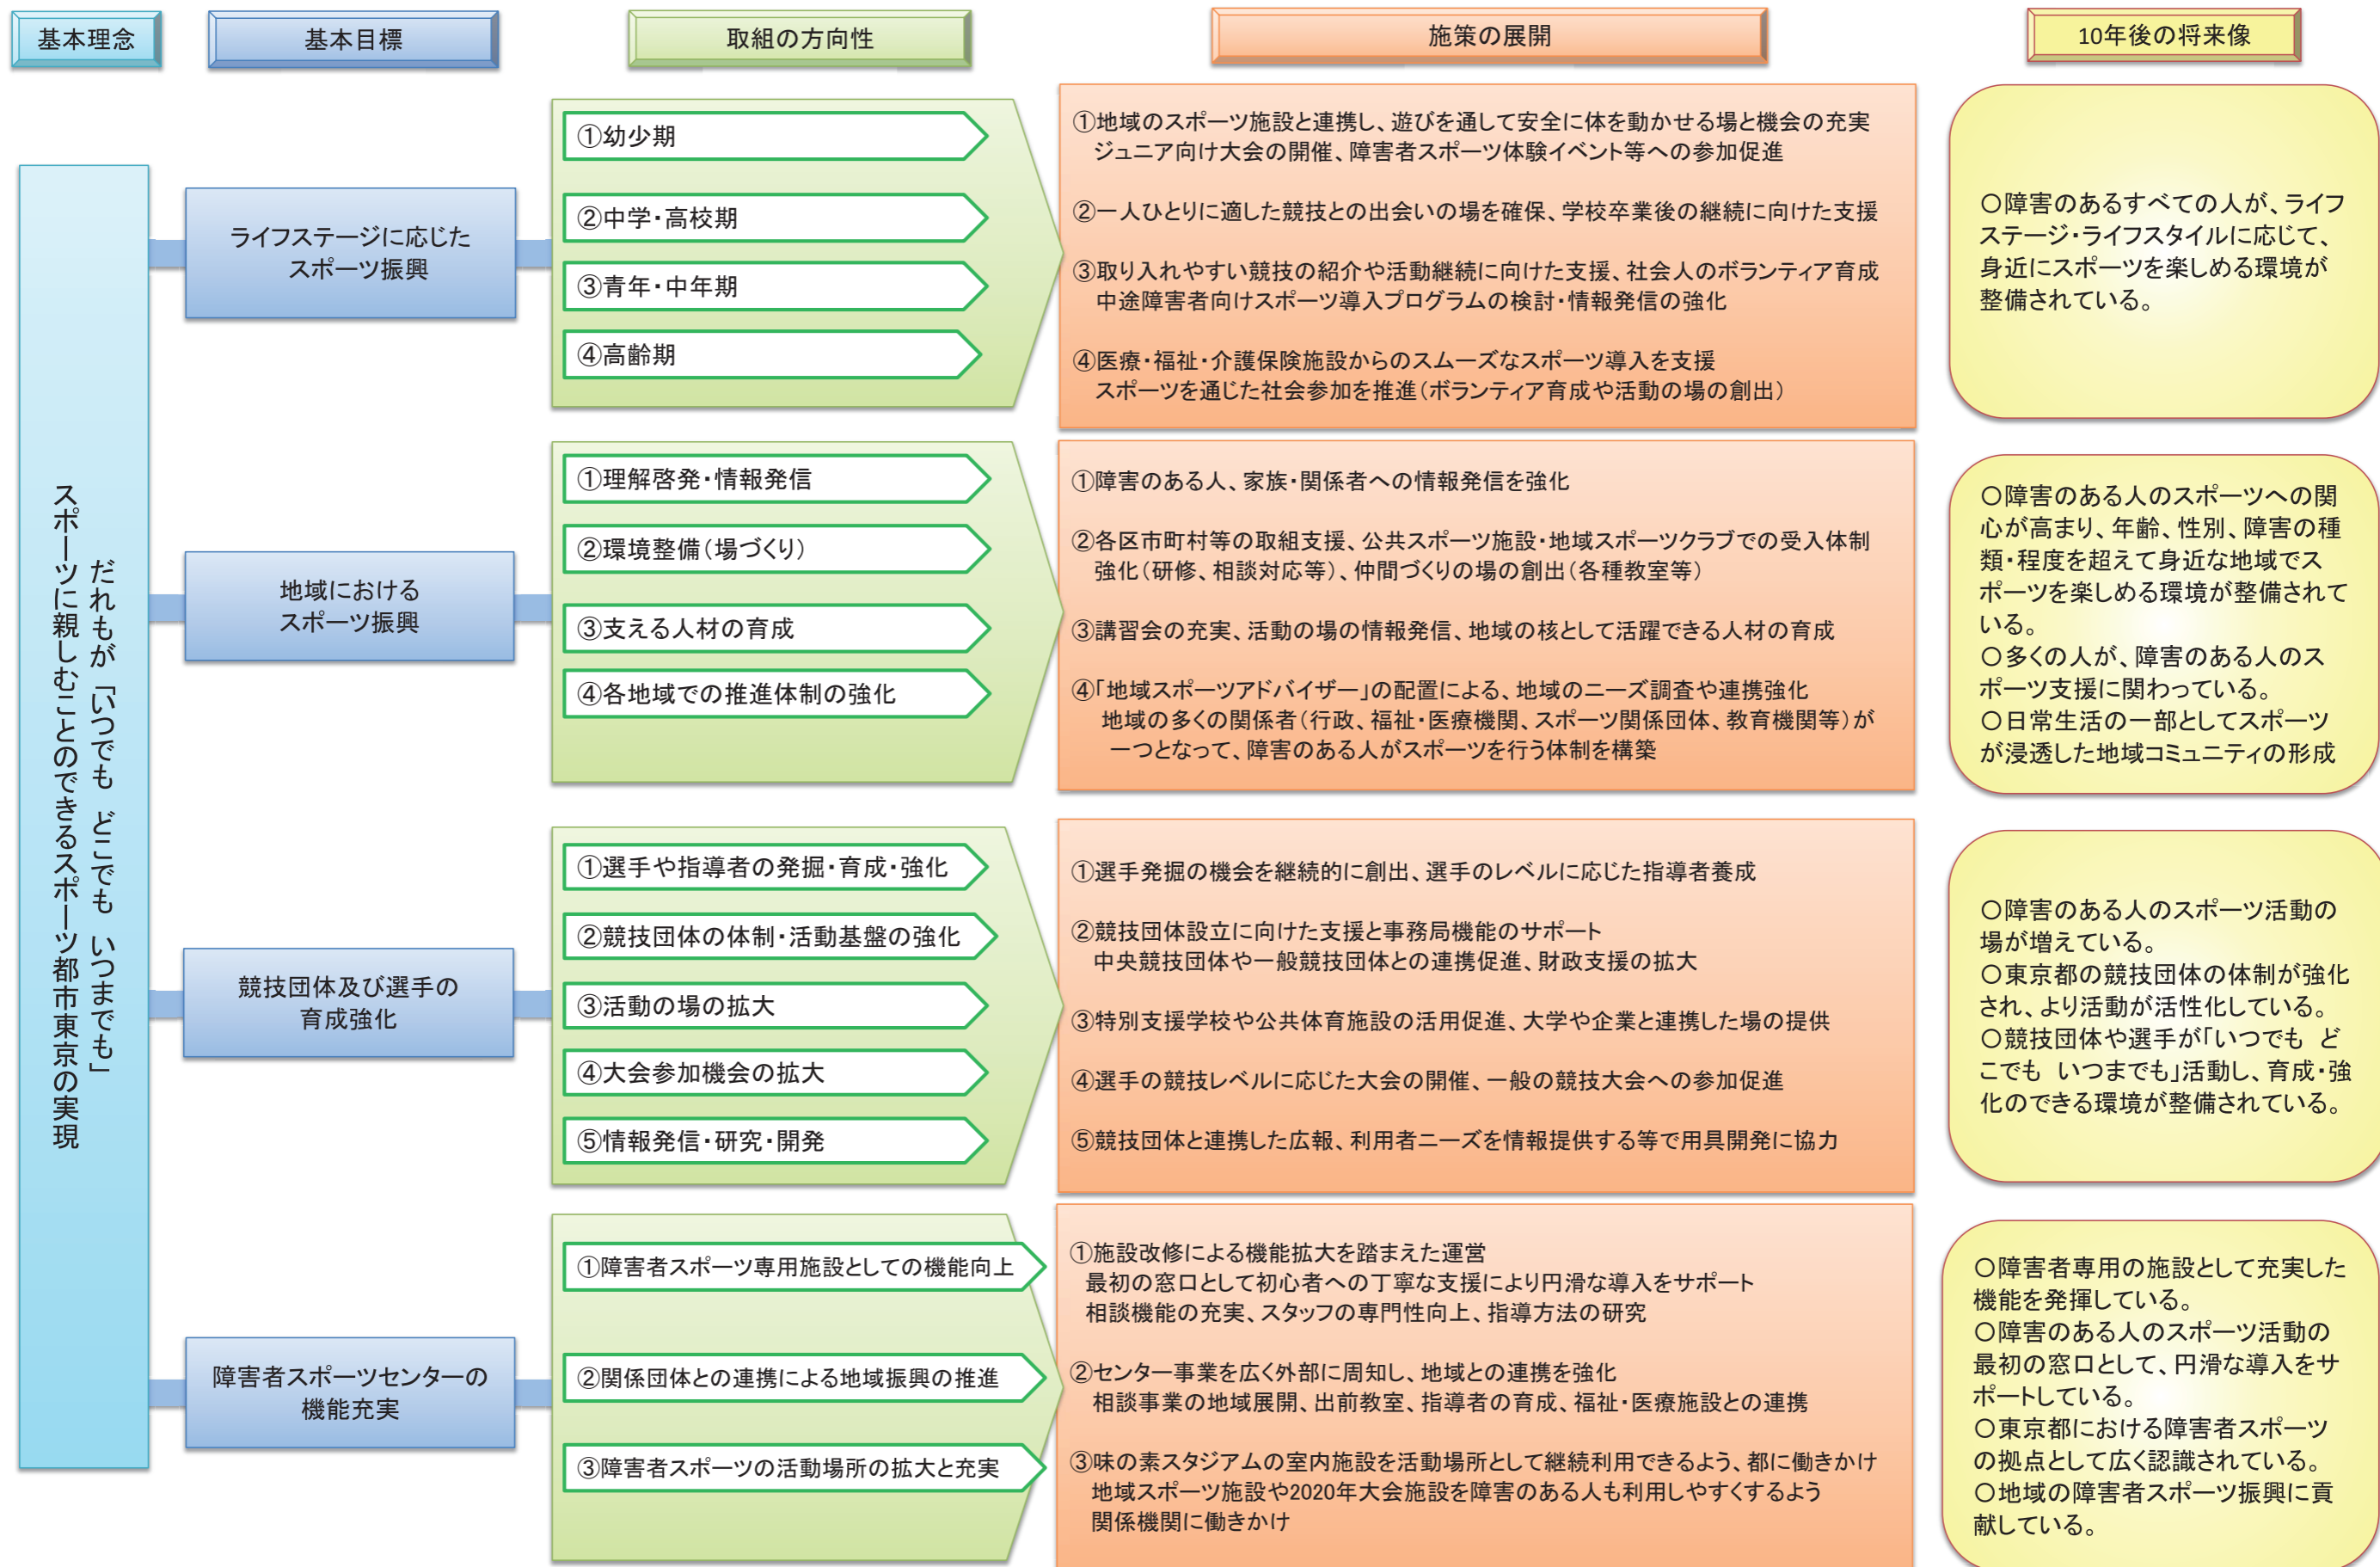 基本理念
基本目標
取組の方向性
施策の展開
10年後の将来像
だれもが「いつでも どこでも いつまでも」
スポーツに親しむことのできるスポーツ都市東京の実現
ライフステージに応じた
スポーツ振興
①幼少期
②中学・高校期
③青年・中年期
④高齢期
①地域のスポーツ施設と連携し、遊びを通して安全に体を動かせる場と機会の充実
ジュニア向け大会の開催、障害者スポーツ体験イベント等への参加促進
②一人ひとりに適した競技との出会いの場を確保、学校卒業後の継続に向けた支援
③取り入れやすい競技の紹介や活動継続に向けた支援、社会人のボランティア育成
中途障害者向けスポーツ導入プログラムの検討・情報発信の強化
④医療・福祉・介護保険施設からのスムーズなスポーツ導入を支援
スポーツを通じた社会参加を推進（ボランティア育成や活動の場の創出）
○障害のあるすべての人が、ライフ
ステージ・ライフスタイルに応じて、
身近にスポーツを楽しめる環境が
整備されている。
地域における
スポーツ振興
①理解啓発・情報発信
②環境整備（場づくり）
③支える人材の育成
④各地域での推進体制の強化
①障害のある人、家族・関係者への情報発信を強化
②各区市町村等の取組支援、公共スポーツ施設・地域スポーツクラブでの受入体制
強化（研修、相談対応等）、仲間づくりの場の創出（各種教室等）
③講習会の充実、活動の場の情報発信、地域の核として活躍できる人材の育成
④「地域スポーツアドバイザー」の配置による、地域のニーズ調査や連携強化
地域の多くの関係者（行政、福祉・医療機関、スポーツ関係団体、教育機関等）が
一つとなって、障害のある人がスポーツを行う体制を構築
○障害のある人のスポーツへの関
心が高まり、年齢、性別、障害の種
類・程度を超えて身近な地域でス
ポーツを楽しめる環境が整備されて
いる。
○多くの人が、障害のある人のス
ポーツ支援に関わっている。
○日常生活の一部としてスポーツ
が浸透した地域コミュニティの形成
競技団体及び選手の
育成強化
①選手や指導者の発掘・育成・強化
②競技団体の体制・活動基盤の強化
③活動の場の拡大
④大会参加機会の拡大
⑤情報発信・研究・開発
①選手発掘の機会を継続的に創出、選手のレベルに応じた指導者養成
②競技団体設立に向けた支援と事務局機能のサポート
中央競技団体や一般競技団体との連携促進、財政支援の拡大
③特別支援学校や公共体育施設の活用促進、大学や企業と連携した場の提供
④選手の競技レベルに応じた大会の開催、一般の競技大会への参加促進
⑤競技団体と連携した広報、利用者ニーズを情報提供する等で用具開発に協力
○障害のある人のスポーツ活動の
場が増えている。
○東京都の競技団体の体制が強化
され、より活動が活性化している。
○競技団体や選手が「いつでも ど
こでも いつまでも」活動し、育成・強
化のできる環境が整備されている。
障害者スポーツセンターの
機能充実
①障害者スポーツ専用施設としての機能向上
②関係団体との連携による地域振興の推進
③障害者スポーツの活動場所の拡大と充実
①施設改修による機能拡大を踏まえた運営
最初の窓口として初心者への丁寧な支援により円滑な導入をサポート
相談機能の充実、スタッフの専門性向上、指導方法の研究
②センター事業を広く外部に周知し、地域との連携を強化
相談事業の地域展開、出前教室、指導者の育成、福祉・医療施設との連携
③味の素スタジアムの室内施設を活動場所として継続利用できるよう、都に働きかけ
地域スポーツ施設や2020年大会施設を障害のある人も利用しやすくするよう
関係機関に働きかけ
○障害者専用の施設として充実した
機能を発揮している。
○障害のある人のスポーツ活動の
最初の窓口として、円滑な導入をサ
ポートしている。
○東京都における障害者スポーツ
の拠点として広く認識されている。
○地域の障害者スポーツ振興に貢
献している。